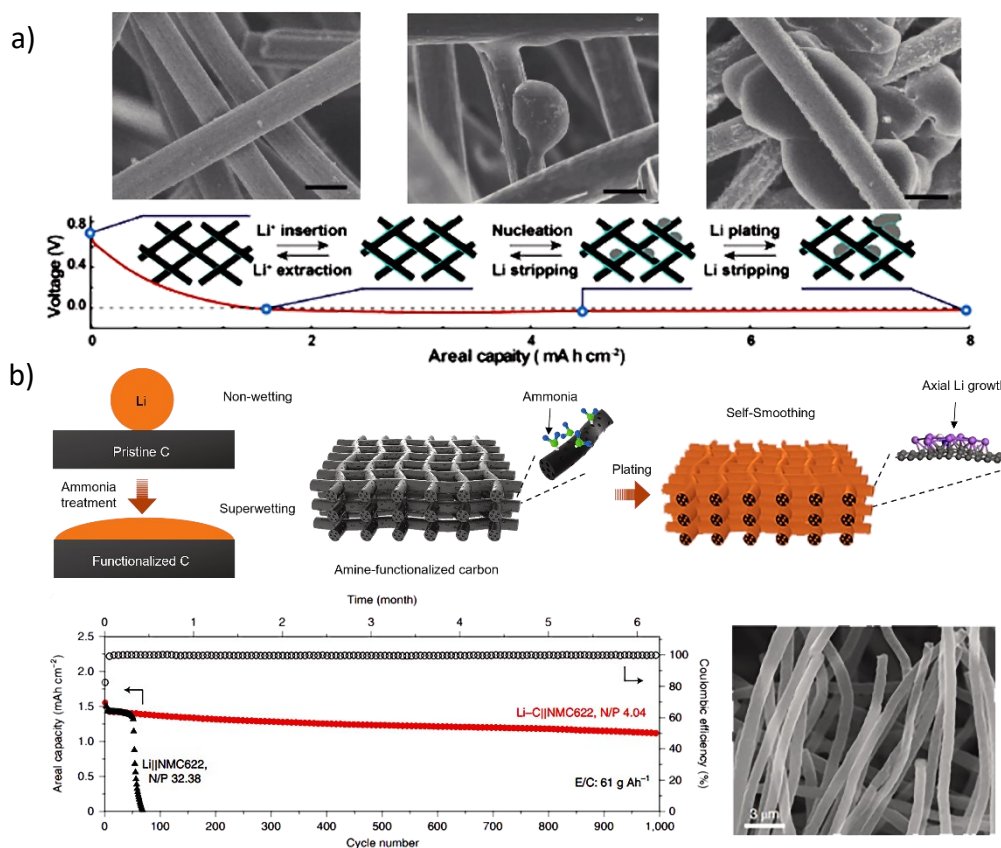 a)
Li⁺ insertion
Li⁺ extraction
Nucleation
Li stripping
Li plating
Li stripping
Voltage (V)
0.8
0.4
0.0
0
2
4
6
8
Areal capaity ( mA h cm⁻²)
b)
Li
Non-wetting
Pristine C
Ammonia
treatment
Superwetting
Functionalized C
Ammonia
Amine-functionalized carbon
Plating
Self-Smoothing
Axial Li growth
Time (month)
0 1 2 3 4 5 6
Areal capacity (mAh cm⁻²)
2.5
2.0
1.5
1.0
0.5
0
Li||NMC622,
N/P 32.38
Li–C||NMC622, N/P 4.04
E/C: 61 g Ah⁻¹
100
80
60
40
20
0
Coulombic efficiency (%)
0 100 200 300 400 500 600 700 800 900 1,000
Cycle number
3 μm